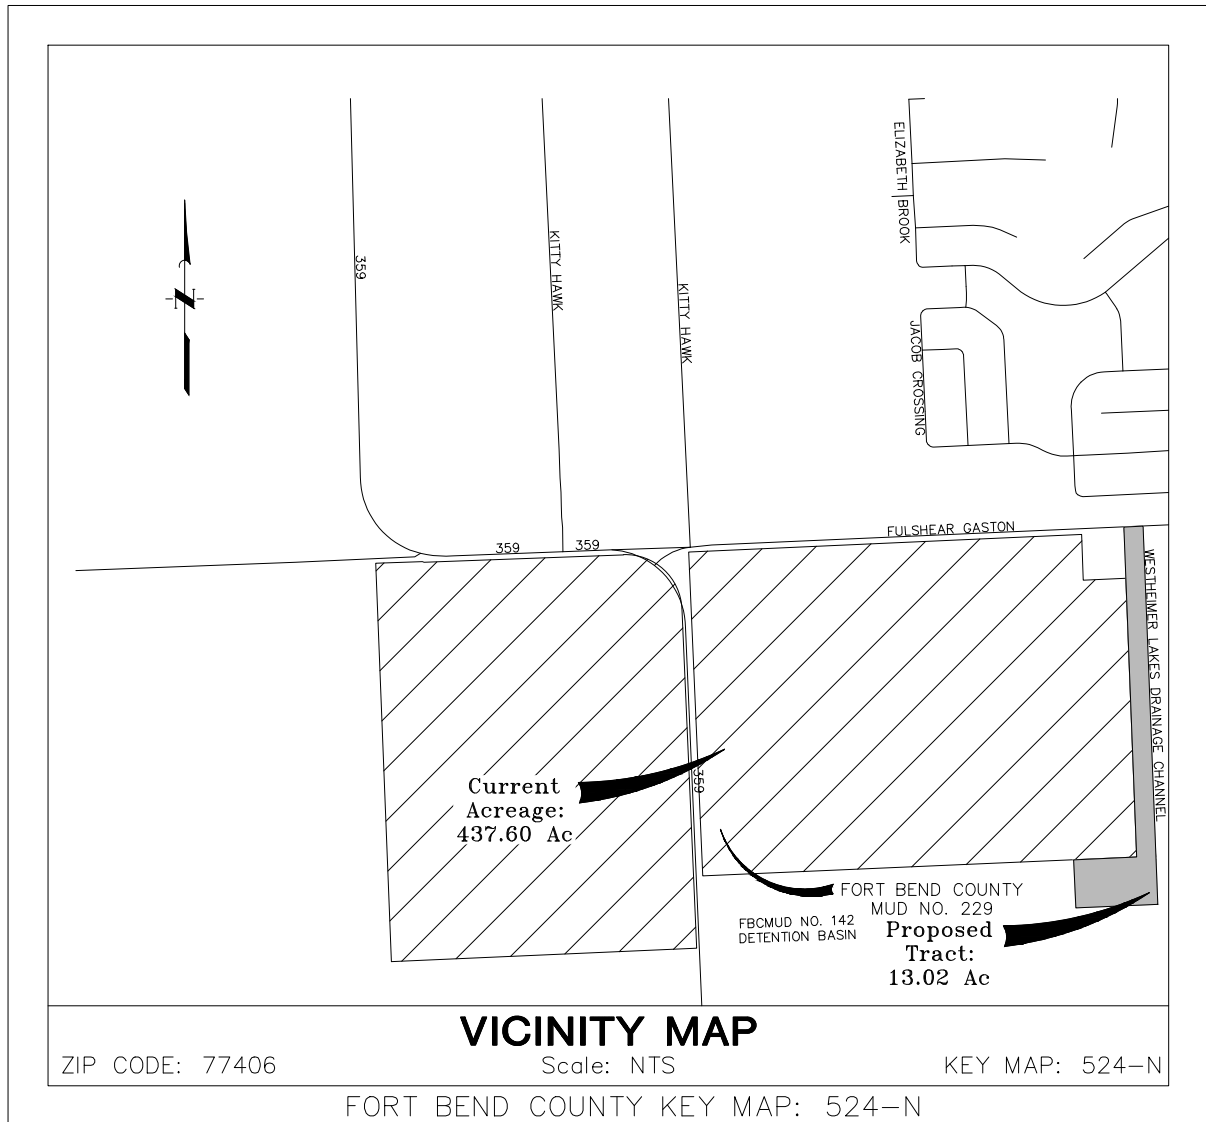 ELIZABETH BROOK
359
KITTY HAWK
KITTY HAWK
JACOB CROSSING
FULSHEAR GASTON
359
359
WESTHEIMER LAKES DRAINAGE CHANNEL
359
Current
Acreage:
437.60 Ac
FORT BEND COUNTY
MUD NO. 229
FBCMUD NO. 142
DETENTION BASIN
Proposed
Tract:
13.02 Ac
VICINITY MAP
ZIP CODE: 77406
Scale: NTS
KEY MAP: 524-N
FORT BEND COUNTY KEY MAP: 524-N